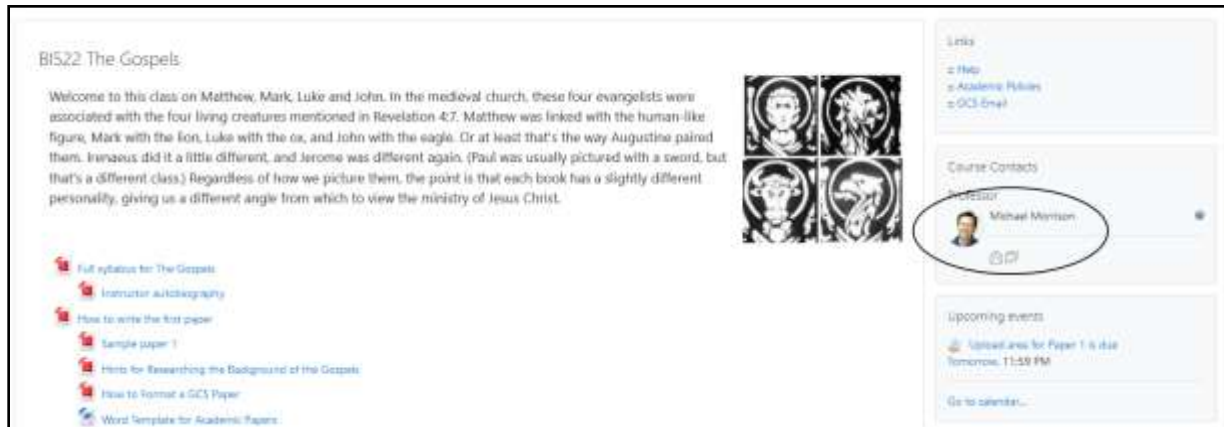 BI522 The Gospels
Welcome to this class on Matthew, Mark, Luke and John. In the medieval church, these four evangelists were
associated with the four living creatures mentioned in Revelation 4:7. Matthew was linked with the human-like
figure, Mark with the lion, Luke with the ox, and John with the eagle. Or at least that's the way Augustine paired
them. Irenaeus did it a little different, and Jerome was different again. (Paul was usually pictured with a sword, but
that's a different class.) Regardless of how we picture them, the point is that each book has a slightly different
personality, giving us a different angle from which to view the ministry of Jesus Christ.
Full syllabus for The Gospels
Instructor autobiography
How to write the first paper
Sample paper 1
Hints for Researching the Background of the Gospels
How to Format a GCS Paper
Word Template for Academic Papers
Links
Help
Academic Policies
GCS Email
Course Contacts
Professor
Michael Morrison
Upcoming events
Upload area for Paper 1 is due
Tomorrow, 11:59 PM
Go to calendar...